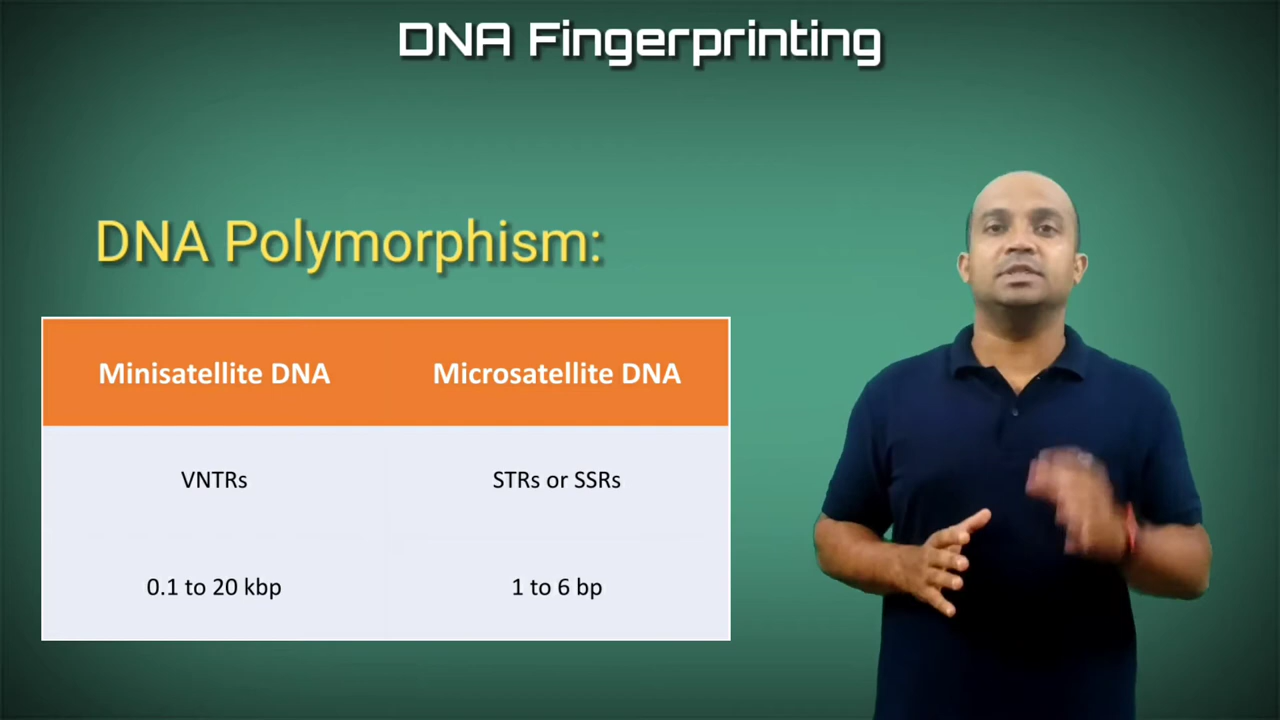 DNA Fingerprinting
DNA Polymorphism:
Minisatellite DNA
Microsatellite DNA
VNTRs
STRs or SSRs
0.1 to 20 kbp
1 to 6 bp